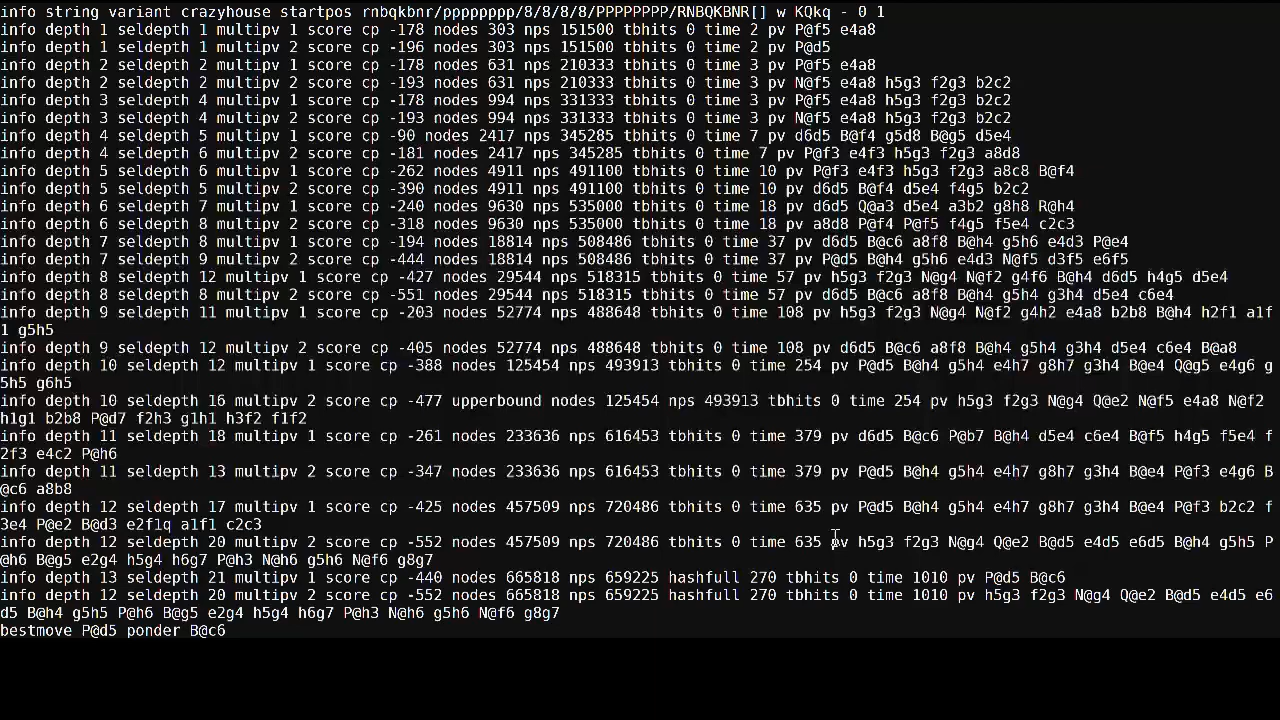 info string variant crazyhouse startpos rnbqkbnr/pppppppp/8/8/8/8/PPPPPPPP/RNBQKBNR[] w KQkq - 0 1
info depth 1 seldepth 1 multipv 1 score cp -178 nodes 303 nps 151500 tbhits 0 time 2 pv P@f5 e4a8
info depth 1 seldepth 1 multipv 2 score cp -196 nodes 303 nps 151500 tbhits 0 time 2 pv P@d5
info depth 2 seldepth 2 multipv 1 score cp -178 nodes 631 nps 210333 tbhits 0 time 3 pv P@f5 e4a8
info depth 2 seldepth 2 multipv 2 score cp -193 nodes 631 nps 210333 tbhits 0 time 3 pv N@f5 e4a8 h5g3 f2g3 b2c2
info depth 3 seldepth 4 multipv 1 score cp -178 nodes 994 nps 331333 tbhits 0 time 3 pv P@f5 e4a8 h5g3 f2g3 b2c2
info depth 3 seldepth 4 multipv 2 score cp -193 nodes 994 nps 331333 tbhits 0 time 3 pv N@f5 e4a8 h5g3 f2g3 b2c2
info depth 4 seldepth 5 multipv 1 score cp -90 nodes 2417 nps 345285 tbhits 0 time 7 pv d6d5 B@f4 g5d8 B@g5 d5e4
info depth 4 seldepth 6 multipv 2 score cp -181 nodes 2417 nps 345285 tbhits 0 time 7 pv P@f3 e4f3 h5g3 f2g3 a8d8
info depth 5 seldepth 6 multipv 1 score cp -262 nodes 4911 nps 491100 tbhits 0 time 10 pv P@f3 e4f3 h5g3 f2g3 a8c8 B@f4
info depth 5 seldepth 5 multipv 2 score cp -390 nodes 4911 nps 491100 tbhits 0 time 10 pv d6d5 B@f4 d5e4 f4g5 b2c2
info depth 6 seldepth 7 multipv 1 score cp -240 nodes 9630 nps 535000 tbhits 0 time 18 pv d6d5 Q@a3 d5e4 a3b2 g8h8 R@h4
info depth 6 seldepth 8 multipv 2 score cp -318 nodes 9630 nps 535000 tbhits 0 time 18 pv a8d8 P@f4 P@f5 f4g5 f5e4 c2c3
info depth 7 seldepth 8 multipv 1 score cp -194 nodes 18814 nps 508486 tbhits 0 time 37 pv d6d5 B@c6 a8f8 B@h4 g5h6 e4d3 P@e4
info depth 7 seldepth 9 multipv 2 score cp -444 nodes 18814 nps 508486 tbhits 0 time 37 pv P@d5 B@h4 g5h6 e4d3 N@f5 d3f5 e6f5
info depth 8 seldepth 12 multipv 1 score cp -427 nodes 29544 nps 518315 tbhits 0 time 57 pv h5g3 f2g3 N@g4 N@f2 g4f6 B@h4 d6d5 h4g5 d5e4
info depth 8 seldepth 8 multipv 2 score cp -551 nodes 29544 nps 518315 tbhits 0 time 57 pv d6d5 B@c6 a8f8 B@h4 g5h4 g3h4 d5e4 c6e4
info depth 9 seldepth 11 multipv 1 score cp -203 nodes 52774 nps 488648 tbhits 0 time 108 pv h5g3 f2g3 N@g4 N@f2 g4h2 e4a8 b2b8 B@h4 h2f1 a1f
1 g5h5
info depth 9 seldepth 12 multipv 2 score cp -405 nodes 52774 nps 488648 tbhits 0 time 108 pv d6d5 B@c6 a8f8 B@h4 g5h4 g3h4 d5e4 c6e4 B@a8
info depth 10 seldepth 12 multipv 1 score cp -388 nodes 125454 nps 493913 tbhits 0 time 254 pv P@d5 B@h4 g5h4 e4h7 g8h7 g3h4 B@e4 Q@g5 e4g6 g
5h5 g6h5
info depth 10 seldepth 16 multipv 2 score cp -477 upperbound nodes 125454 nps 493913 tbhits 0 time 254 pv h5g3 f2g3 N@g4 Q@e2 N@f5 e4a8 N@f2
h1g1 b2b8 P@d7 f2h3 g1h1 h3f2 f1f2
info depth 11 seldepth 18 multipv 1 score cp -261 nodes 233636 nps 616453 tbhits 0 time 379 pv d6d5 B@c6 P@b7 B@h4 d5e4 c6e4 B@f5 h4g5 f5e4 f
2f3 e4c2 P@h6
info depth 11 seldepth 13 multipv 2 score cp -347 nodes 233636 nps 616453 tbhits 0 time 379 pv P@d5 B@h4 g5h4 e4h7 g8h7 g3h4 B@e4 P@f3 e4g6 B
@c6 a8b8
info depth 12 seldepth 17 multipv 1 score cp -425 nodes 457509 nps 720486 tbhits 0 time 635 pv P@d5 B@h4 g5h4 e4h7 g8h7 g3h4 B@e4 P@f3 b2c2 f
3e4 P@e2 B@d3 e2f1q a1f1 c2c3
info depth 12 seldepth 20 multipv 2 score cp -552 nodes 457509 nps 720486 tbhits 0 time 635 pv h5g3 f2g3 N@g4 Q@e2 B@d5 e4d5 e6d5 B@h4 g5h5 P
@h6 B@g5 e2g4 h5g4 h6g7 P@h3 N@h6 g5h6 N@f6 g8g7
info depth 13 seldepth 21 multipv 1 score cp -440 nodes 665818 nps 659225 hashfull 270 tbhits 0 time 1010 pv P@d5 B@c6
info depth 12 seldepth 20 multipv 2 score cp -552 nodes 665818 nps 659225 hashfull 270 tbhits 0 time 1010 pv h5g3 f2g3 N@g4 Q@e2 B@d5 e4d5 e6
d5 B@h4 g5h5 P@h6 B@g5 e2g4 h5g4 h6g7 P@h3 N@h6 g5h6 N@f6 g8g7
bestmove P@d5 ponder B@c6